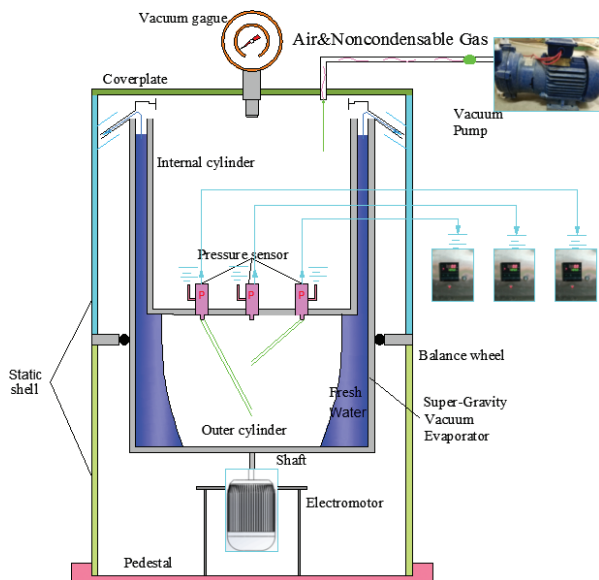 Vacuum gague
Air&Noncondensable Gas
Coverplate
Vacuum
Pump
Internal cylinder
Pressure sensor
P
P
P
Balance wheel
Static
shell
Fresh
Water
Super-Gravity
Vacuum
Evaporator
Outer cylinder
Shaft
Electromotor
Pedestal